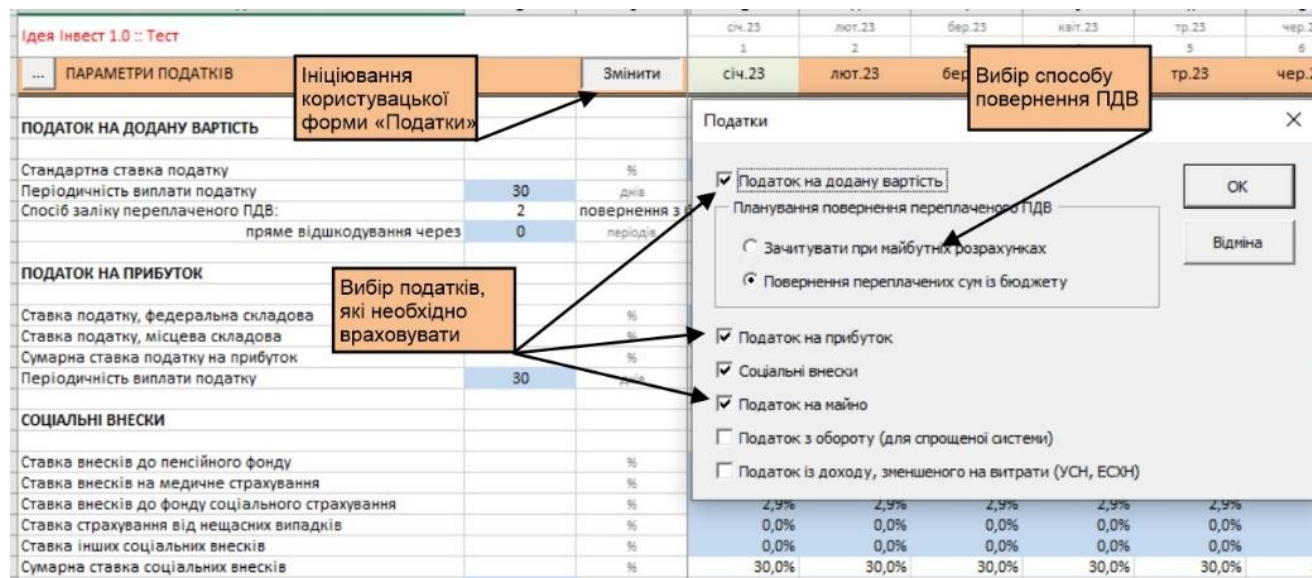 січ.23 лют.23 бер.23 квіт.23 тр.23 чер.2
Ідея Інвест 1.0 :: Тест
1 2 5 6
... ПАРАМЕТРИ ПОДАТКІВ Змінити січ.23 лют.23 бер тр.23 чер.2
Ініціювання
користувацької
форми «Податки»
Вибір способу
повернення ПДВ
ПОДАТОК НА ДОДАНУ ВАРТІСТЬ
Стандартна ставка податку %
Періодичність виплати податку 30 днів
Спосіб заліку переплаченого ПДВ: 2 повернення з б
пряме відшкодування через 0 періодів
ПОДАТОК НА ПРИБУТОК
Вибір податків,
які необхідно
враховувати
Ставка податку, федеральна складова %
Ставка податку, місцева складова %
Сумарна ставка податку на прибуток %
Періодичність виплати податку 30 днів
СОЦІАЛЬНІ ВНЕСКИ
Ставка внесків до пенсійного фонду %
Ставка внесків на медичне страхування %
Ставка внесків до фонду соціального страхування % 2,9% 2,9% 2,9% 2,9% 2,9%
Ставка страхування від нещасних випадків % 0,0% 0,0% 0,0% 0,0% 0,0%
Ставка інших соціальних внесків % 0,0% 0,0% 0,0% 0,0% 0,0%
Сумарна ставка соціальних внесків % 30,0% 30,0% 30,0% 30,0% 30,0%
Податки
Податок на додану вартість
OK
Планування повернення переплаченого ПДВ
Зачитувати при майбутніх розрахунках
Відміна
Повернення переплачених сум із бюджету
Податок на прибуток
Соціальні внески
Податок на майно
Податок з обороту (для спрощеної системи)
Податок із доходу, зменшеного на витрати (УСН, ЕСХН)